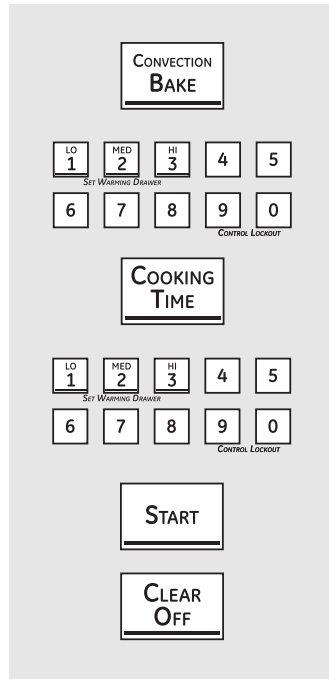 CONVECTION
BAKE
LO MED HI
1 2 3 4 5
SET WARMING DRAWER
6 7 8 9 0
CONTROL LOCKOUT
COOKING
TIME
LO MED HI
1 2 3 4 5
SET WARMING DRAWER
6 7 8 9 0
CONTROL LOCKOUT
START
CLEAR
OFF